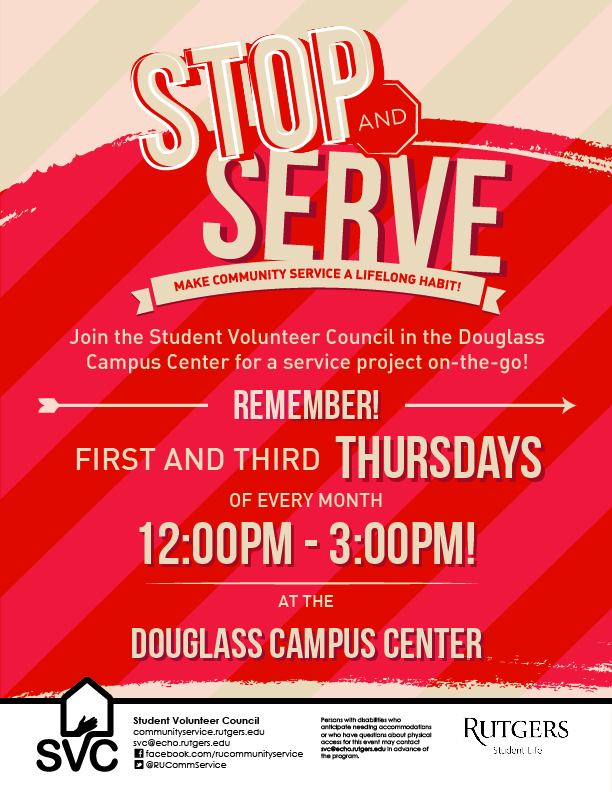 STOP
AND
SERVE
MAKE COMMUNITY SERVICE A LIFELONG HABIT!
Join the Student Volunteer Council in the Douglass
Campus Center for a service project on-the-go!
REMEMBER!
FIRST AND THIRD THURSDAYS
OF EVERY MONTH
12:00PM - 3:00PM!
AT THE
DOUGLASS CAMPUS CENTER
SVC
Student Volunteer Council
communityservice.rutgers.edu
svc@echo.rutgers.edu
facebook.com/rucommunityservice
@RUCommService
Persons with disabilities who
anticipate needing accommodations
or who have questions about physical
access for this event may contact
svc@echo.rutgers.edu in advance of
the program.
RUTGERS
Student Life